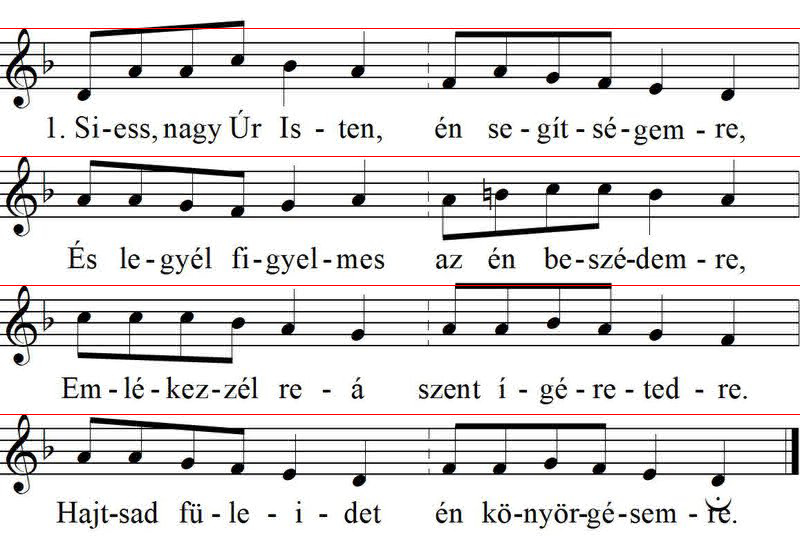 1. Si-ess, nagy Úr Is - ten, én se - gít - sé - gem - re,
És le - gyél fi - gyel - mes az én be - szé - dem - re,
Em - lé - kez - zél re - á szent í - gé - re - ted - re.
Hajt - sad fü - le - i - det én kö - nyör - gé - sem - re.